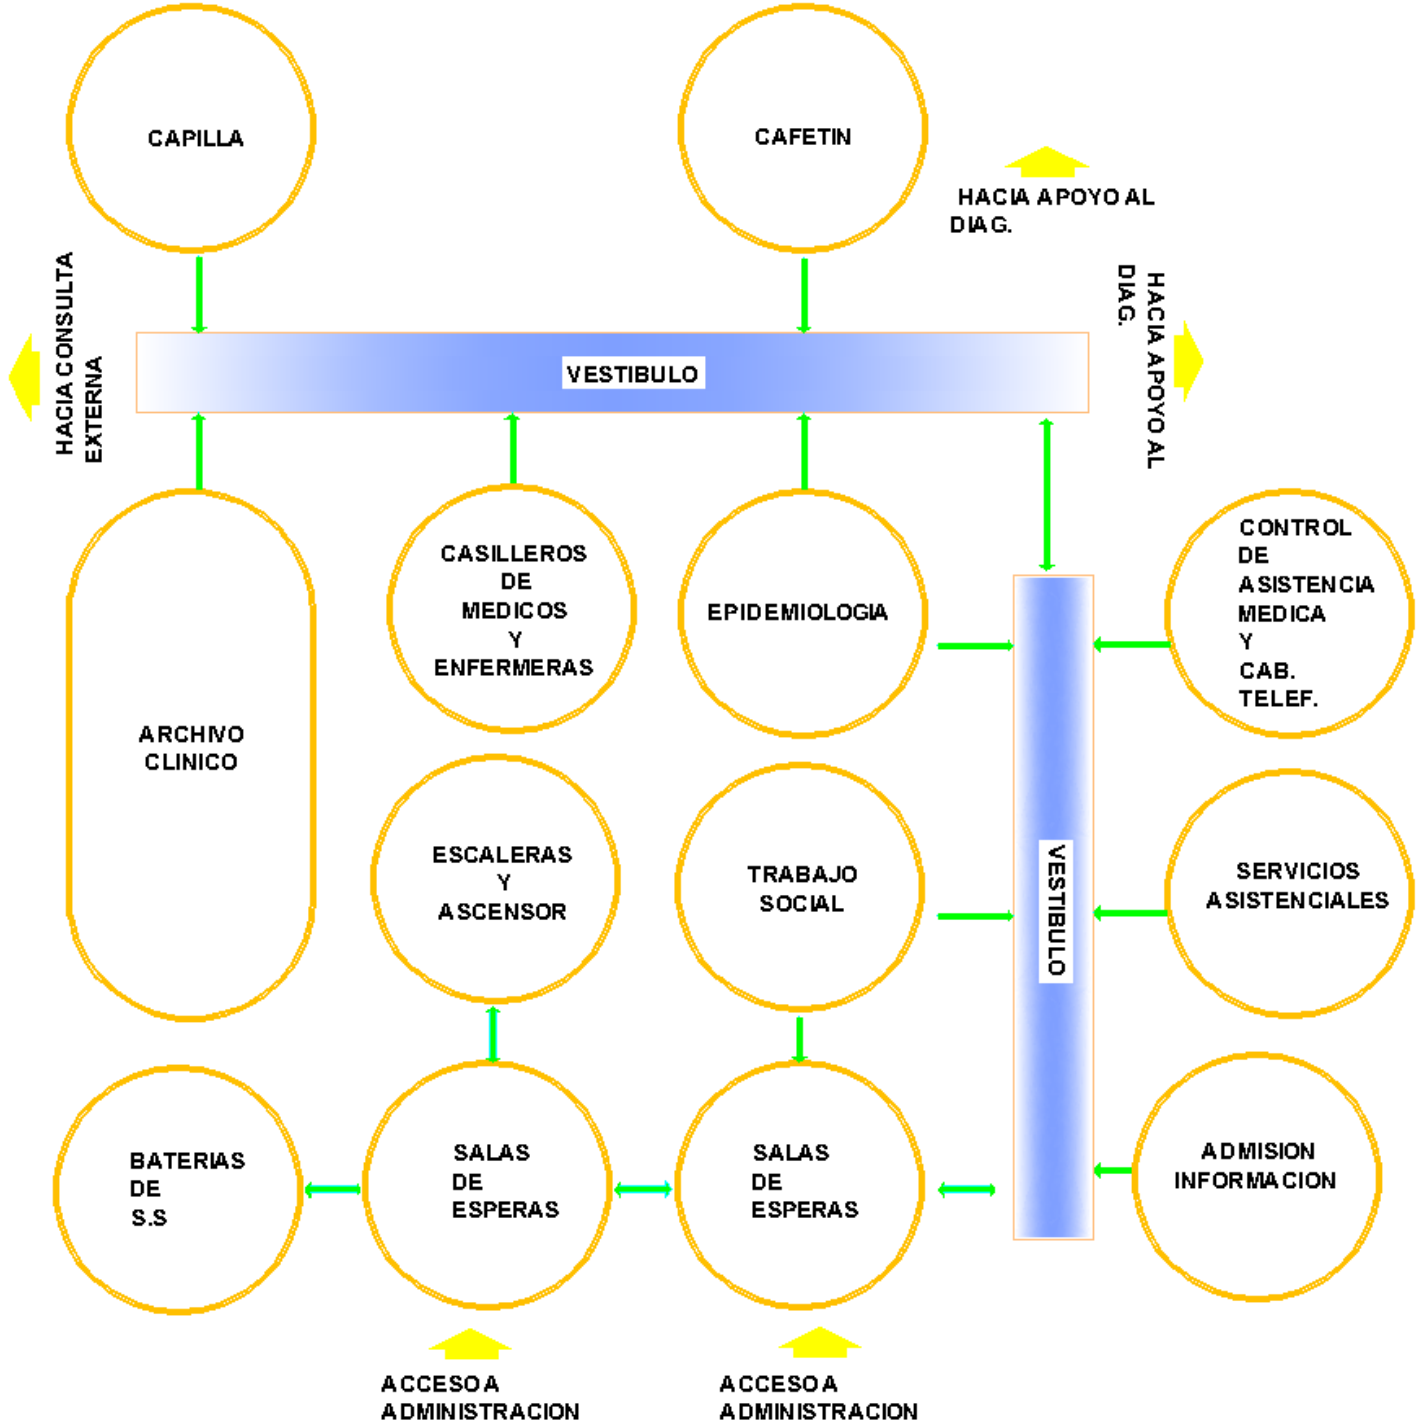 CAPILLA
CAFETIN
HACIA APOYO AL
DIAG.
HACIA CONSULTA
EXTERNA
VESTIBULO
HACIA APOYO AL
DIAG.
ARCHIVO
CLINICO
CASILLEROS
DE
MEDICOS
Y
ENFERMERAS
EPIDEMIOLOGIA
CONTROL
DE
ASISTENCIA
MEDICA
Y
CAB.
TELEF.
ESCALERAS
Y
ASCENSOR
TRABAJO
SOCIAL
VESTIBULO
SERVICIOS
ASISTENCIALES
BATERIAS
DE
S.S
SALAS
DE
ESPERAS
SALAS
DE
ESPERAS
ADMISION
INFORMACION
ACCESO A
ADMINISTRACION
ACCESO A
ADMINISTRACION